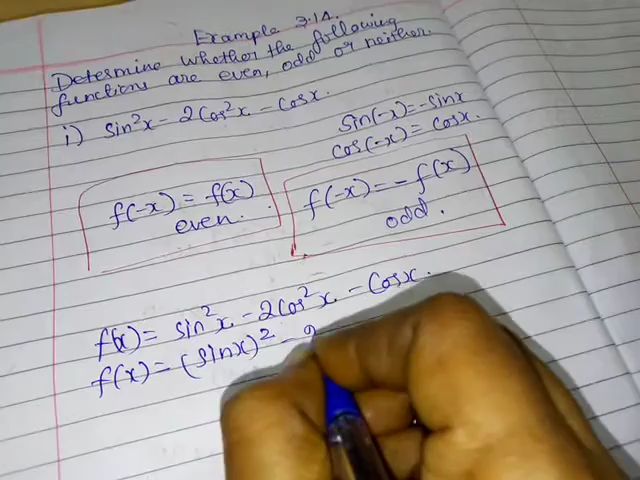 Example 3.14.
Determine whether the following
functions are even, odd or neither.
i) sin²x - 2cos²x - cosx.
sin(-x) = -sinx
cos(-x) = cosx.
f(-x) = f(x)
even.
f(-x) = - f(x)
odd.
f(x) = sin²x - 2cos²x - cosx.
f(x) = (sinx)² - 2